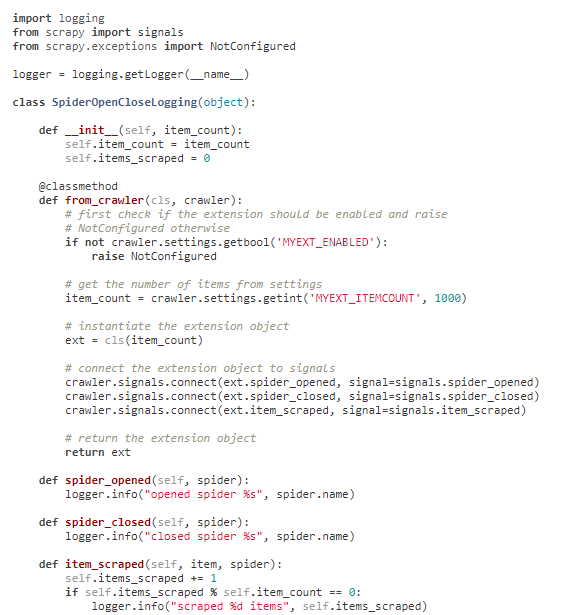 import logging
from scrapy import signals
from scrapy.exceptions import NotConfigured

logger = logging.getLogger(__name__)

class SpiderOpenCloseLogging(object):

    def __init__(self, item_count):
        self.item_count = item_count
        self.items_scraped = 0

    @classmethod
    def from_crawler(cls, crawler):
        # first check if the extension should be enabled and raise
        # NotConfigured otherwise
        if not crawler.settings.getbool('MYEXT_ENABLED'):
            raise NotConfigured

        # get the number of items from settings
        item_count = crawler.settings.getint('MYEXT_ITEMCOUNT', 1000)

        # instantiate the extension object
        ext = cls(item_count)

        # connect the extension object to signals
        crawler.signals.connect(ext.spider_opened, signal=signals.spider_opened)
        crawler.signals.connect(ext.spider_closed, signal=signals.spider_closed)
        crawler.signals.connect(ext.item_scraped, signal=signals.item_scraped)

        # return the extension object
        return ext

    def spider_opened(self, spider):
        logger.info("opened spider %s", spider.name)

    def spider_closed(self, spider):
        logger.info("closed spider %s", spider.name)

    def item_scraped(self, item, spider):
        self.items_scraped += 1
        if self.items_scraped % self.item_count == 0:
            logger.info("scraped %d items", self.items_scraped)